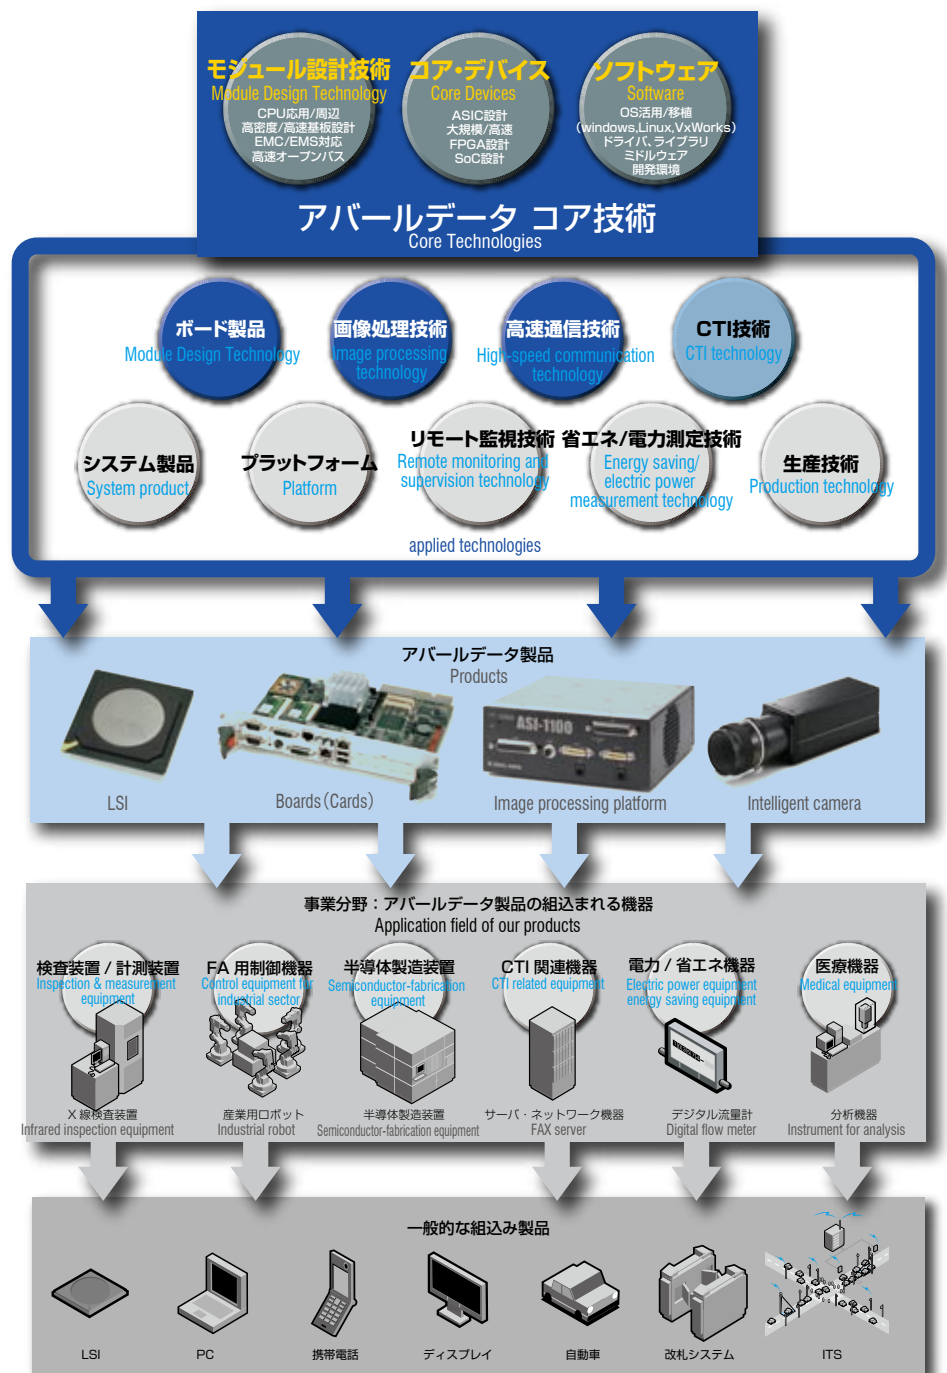 モジュール設計技術
Module Design Technology
CPU応用/周辺
高密度/高速基板設計
EMC/EMS対応
高速オープンバス
コア・デバイス
Core Devices
ASIC設計
大規模/高速
FPGA設計
SoC設計
ソフトウェア
Software
OS活用/移植
(windows,Linux,VxWorks)
ドライバ、ライブラリ
ミドルウェア
開発環境
アバールデータ コア技術
Core Technologies
ボード製品
Module Design Technology
画像処理技術
Image processing
technology
高速通信技術
High-speed communication
technology
CTI技術
CTI technology
システム製品
System product
プラットフォーム
Platform
リモート監視技術
Remote monitoring and
supervision technology
省エネ/電力測定技術
Energy saving/
electric power
measurement technology
生産技術
Production technology
applied technologies
アバールデータ製品
Products
ASI-1100
LSI
Boards(Cards)
Image processing platform
Intelligent camera
事業分野：アバールデータ製品の組込まれる機器
Application field of our products
検査装置 / 計測装置
Inspection & measurement
equipment
FA 用制御機器
Control equipment for
industrial sector
半導体製造装置
Semiconductor-fabrication
equipment
CTI 関連機器
CTI related equipment
電力 / 省エネ機器
Electric power equipment
energy saving equipment
医療機器
Medical equipment
X 線検査装置
Infrared inspection equipment
産業用ロボット
Industrial robot
半導体製造装置
Semiconductor-fabrication equipment
サーバ・ネットワーク機器
FAX server
デジタル流量計
Digital flow meter
分析機器
Instrument for analysis
一般的な組込み製品
LSI
PC
携帯電話
ディスプレイ
自動車
改札システム
ITS